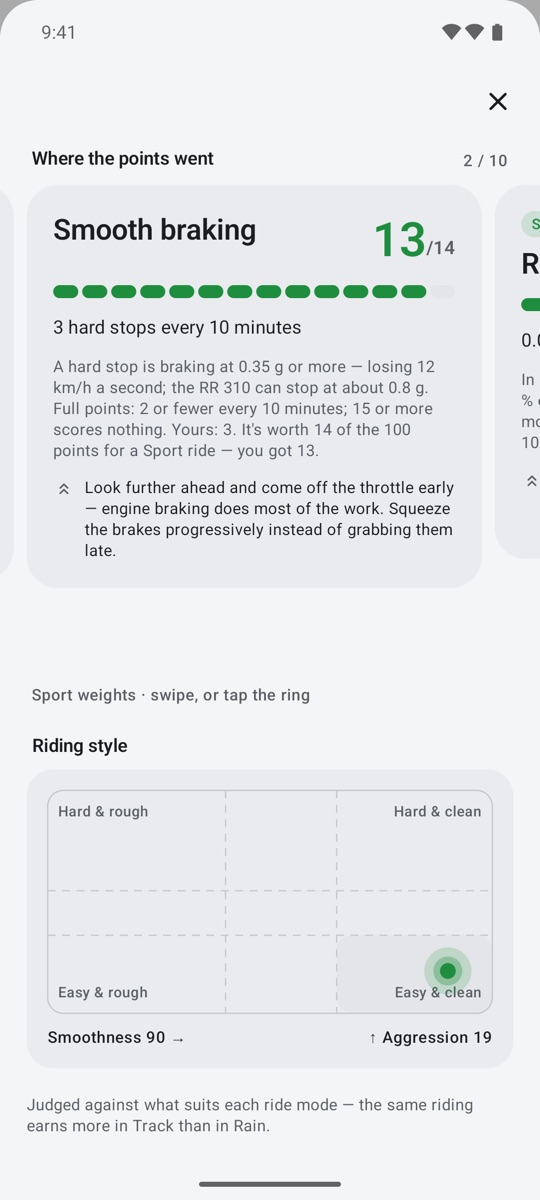 9:41
Where the points went
2 / 10
Smooth braking
13/14
3 hard stops every 10 minutes
A hard stop is braking at 0.35 g or more — losing 12
km/h a second; the RR 310 can stop at about 0.8 g.
Full points: 2 or fewer every 10 minutes; 15 or more
scores nothing. Yours: 3. It's worth 14 of the 100
points for a Sport ride — you got 13.
Look further ahead and come off the throttle early
— engine braking does most of the work. Squeeze
the brakes progressively instead of grabbing them
late.
S
R
0.0
In
% 
mo
10
Sport weights · swipe, or tap the ring
Riding style
Hard & rough
Hard & clean
Easy & rough
Easy & clean
Smoothness 90 →
↑ Aggression 19
Judged against what suits each ride mode — the same riding
earns more in Track than in Rain.